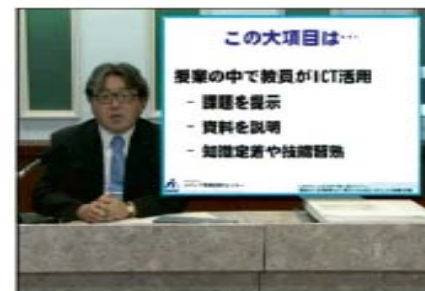 この大項目は…
授業の中で教員がICT活用
- 課題を提示
- 資料を説明
- 知識定着や技能習熟